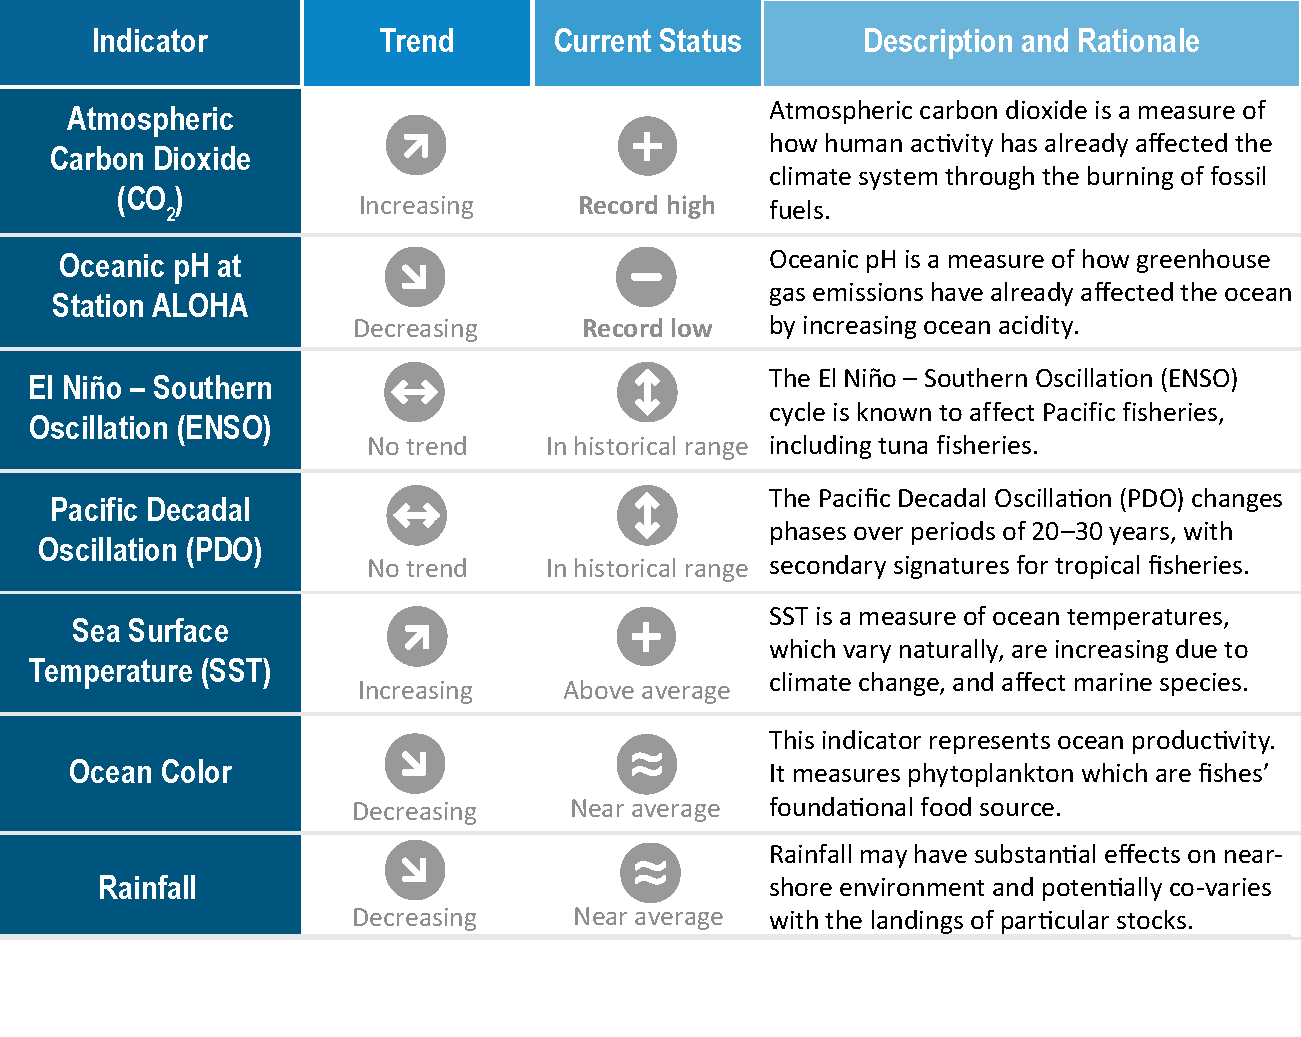 Indicator
Trend
Current Status
Description and Rationale
Atmospheric
Carbon Dioxide
(CO2)
Increasing
Record high
Atmospheric carbon dioxide is a measure of
how human activity has already affected the
climate system through the burning of fossil
fuels.
Oceanic pH at
Station ALOHA
Decreasing
Record low
Oceanic pH is a measure of how greenhouse
gas emissions have already affected the ocean
by increasing ocean acidity.
El Niño – Southern
Oscillation (ENSO)
No trend
In historical range
The El Niño – Southern Oscillation (ENSO)
cycle is known to affect Pacific fisheries,
including tuna fisheries.
Pacific Decadal
Oscillation (PDO)
No trend
In historical range
The Pacific Decadal Oscillation (PDO) changes
phases over periods of 20–30 years, with
secondary signatures for tropical fisheries.
Sea Surface
Temperature (SST)
Increasing
Above average
SST is a measure of ocean temperatures,
which vary naturally, are increasing due to
climate change, and affect marine species.
Ocean Color
Decreasing
Near average
This indicator represents ocean productivity.
It measures phytoplankton which are fishes’
foundational food source.
Rainfall
Decreasing
Near average
Rainfall may have substantial effects on near-
shore environment and potentially co-varies
with the landings of particular stocks.